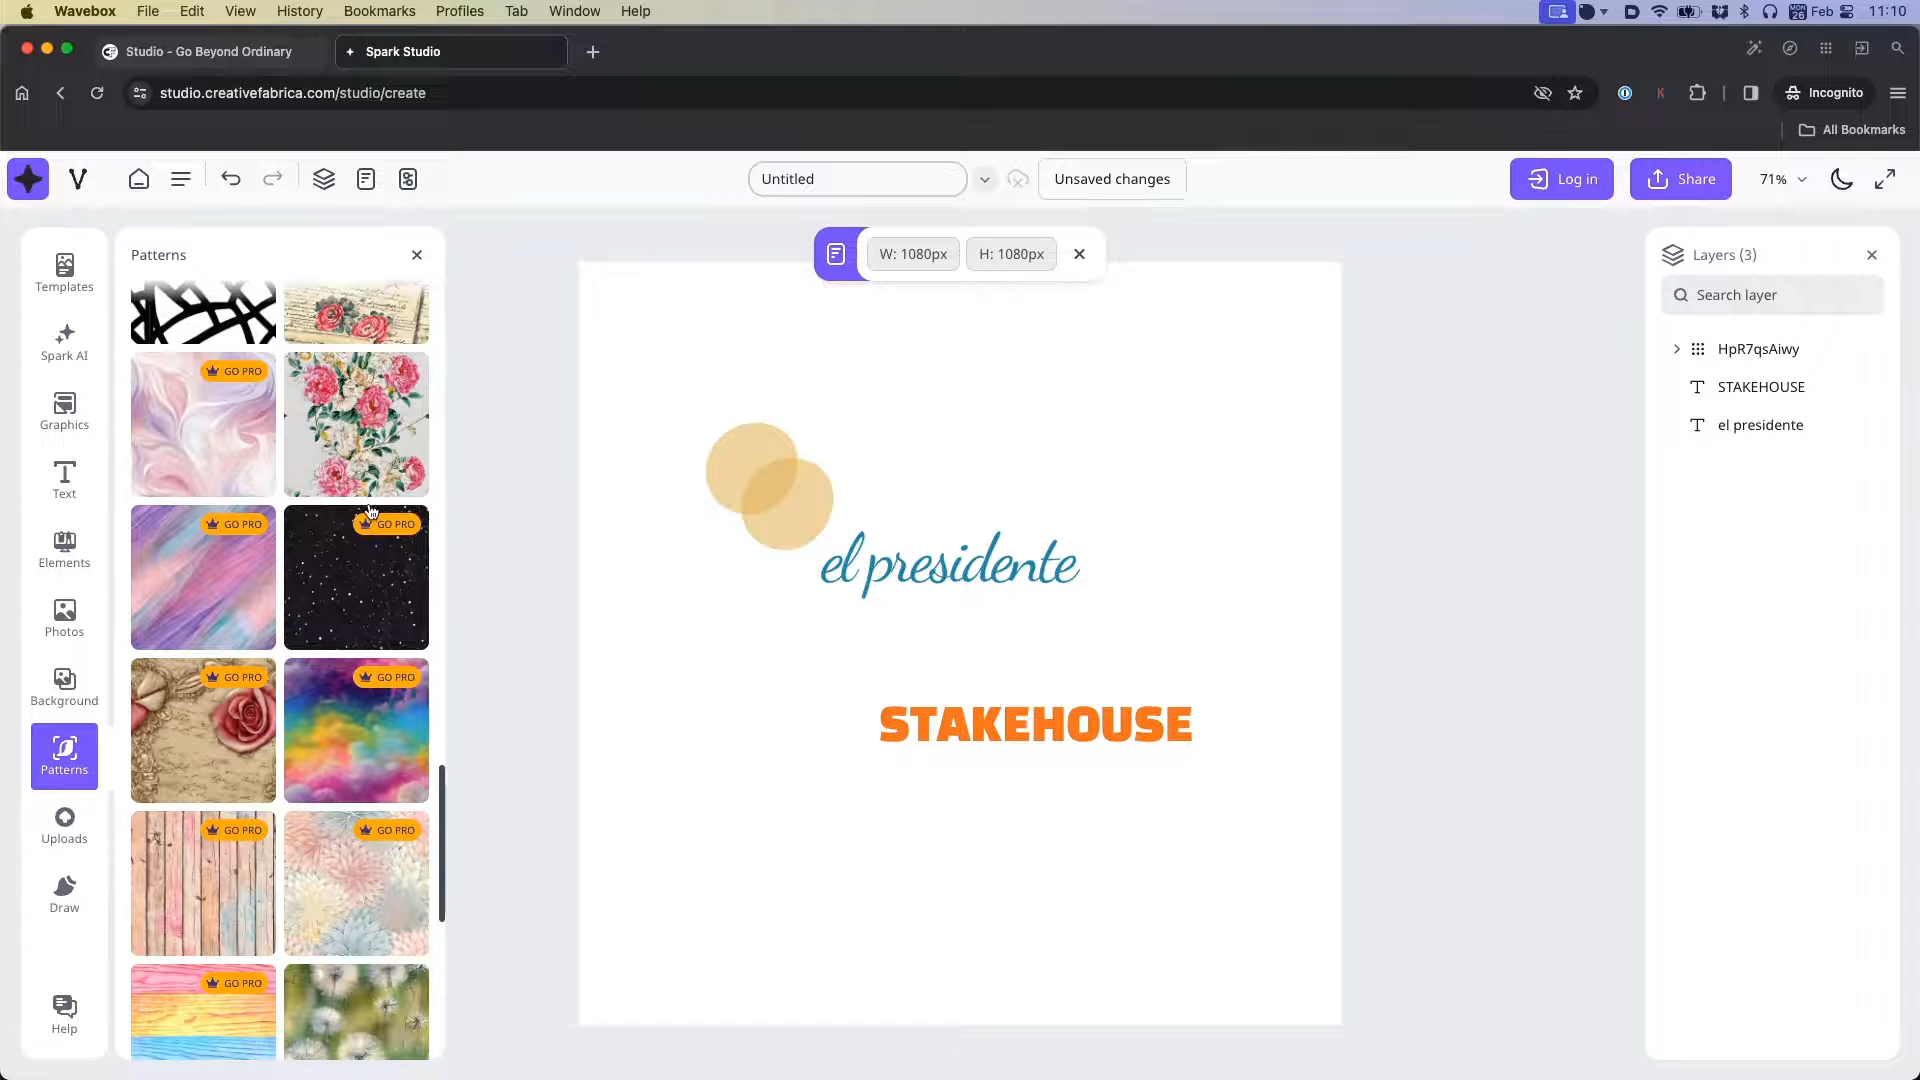 Wavebox File Edit View History Bookmarks Profiles Tab Window Help
MON 26 Feb 11:10
Studio - Go Beyond Ordinary
Spark Studio
studio.creativefabrica.com/studio/create
Incognito
All Bookmarks
Untitled
Unsaved changes
Log in
Share
71%
Templates
Spark AI
Graphics
Text
Elements
Photos
Background
Patterns
Uploads
Draw
Help
Patterns
GO PRO
GO PRO
GO PRO
GO PRO
GO PRO
GO PRO
GO PRO
GO PRO
W: 1080px
H: 1080px
el presidente
STAKEHOUSE
Layers (3)
Search layer
HpR7qsAiwy
STAKEHOUSE
el presidente